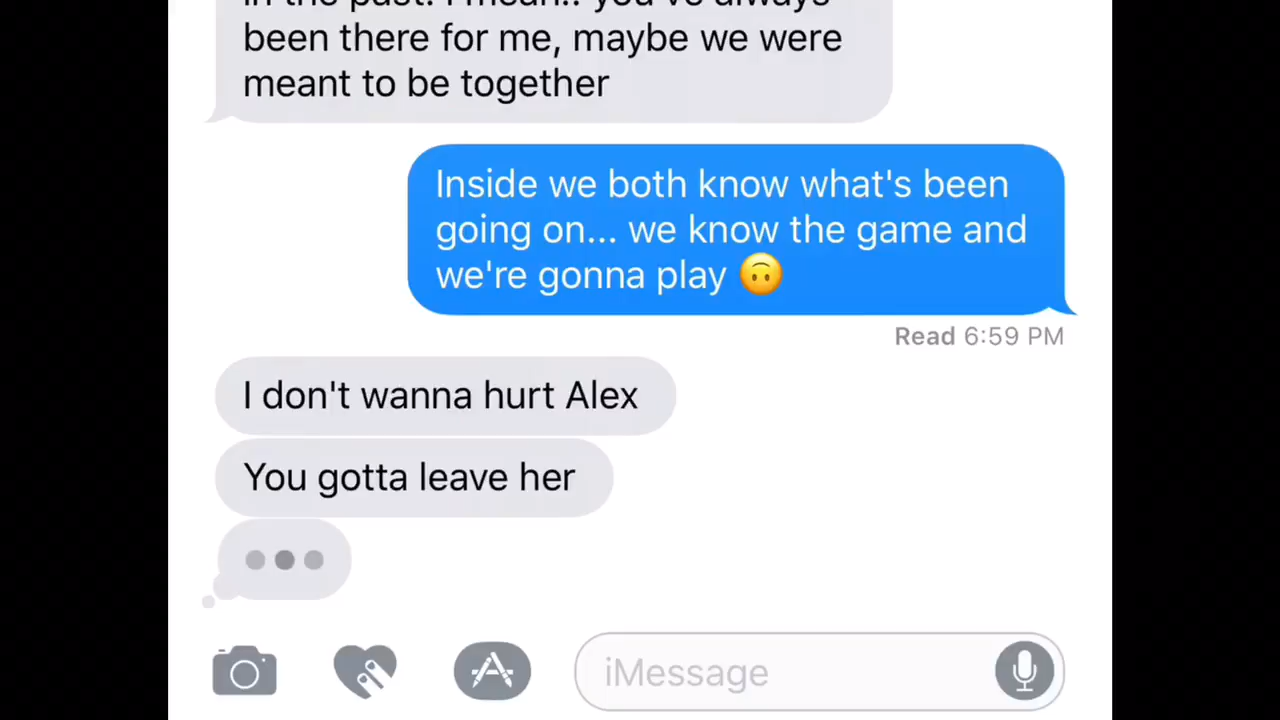 been there for me, maybe we were
meant to be together
Inside we both know what's been
going on... we know the game and
we're gonna play 🙃
Read 6:59 PM
I don't wanna hurt Alex
You gotta leave her
iMessage